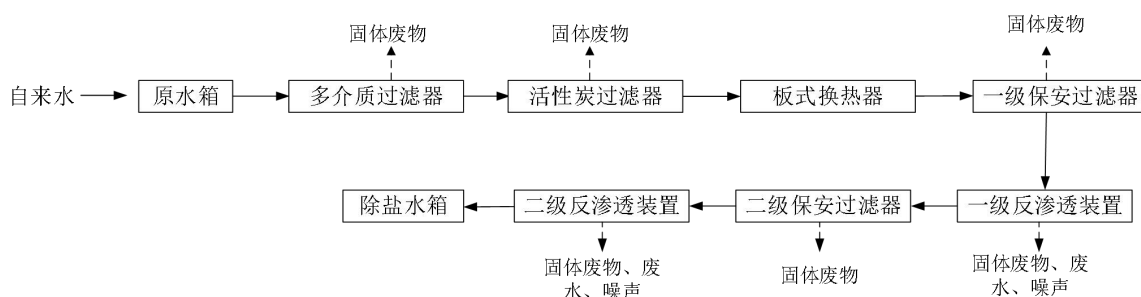 固体废物
固体废物
固体废物
自来水
原水箱
多介质过滤器
活性炭过滤器
板式换热器
一级保安过滤器
除盐水箱
二级反渗透装置
二级保安过滤器
一级反渗透装置
固体废物、废
水、噪声
固体废物
固体废物、废
水、噪声